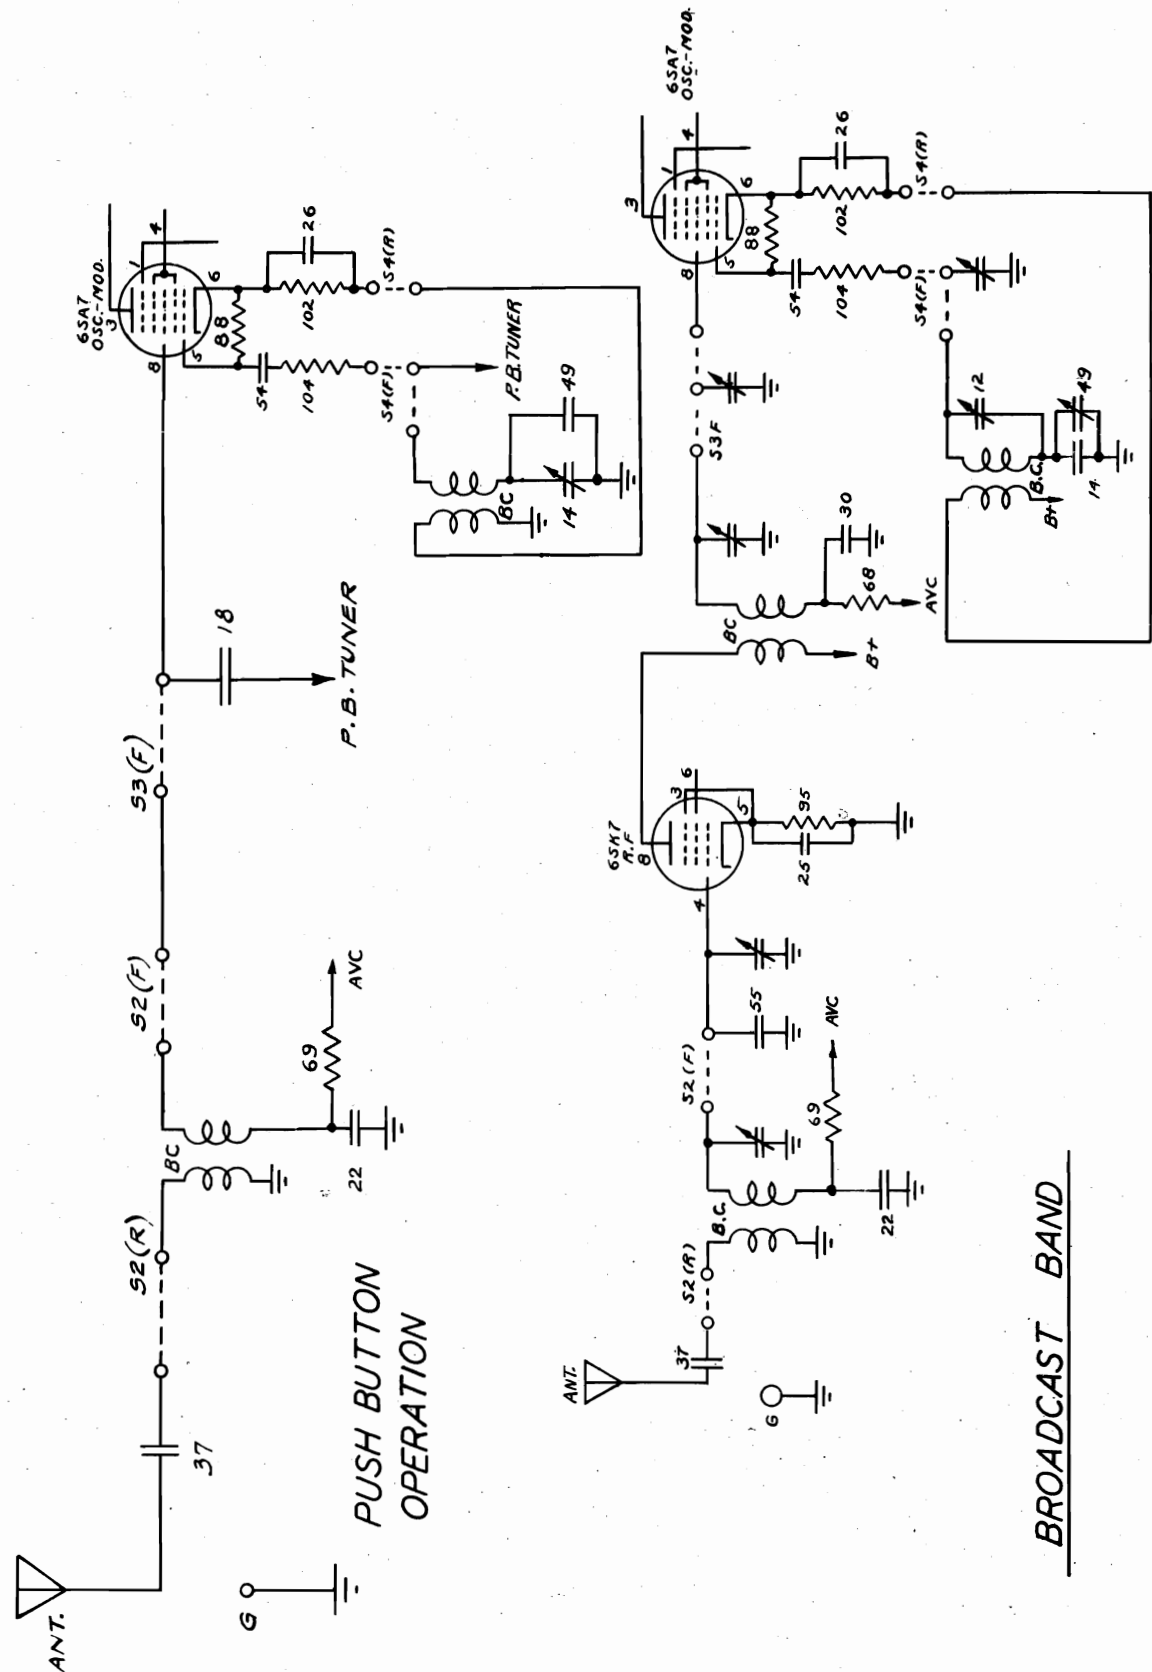 ANT.
37
G
S2(R)
BC
S2(F)
22
69
AVC
S3(F)
18
P.B. TUNER
6SA7
OSC.-MOD.
3
8
5
1
4
6
88
54
104
102
26
S4(F)
S4(R)
P.B. TUNER
BC
14
49
PUSH BUTTON
OPERATION
ANT.
37
G
S2(R)
B.C.
S2(F)
22
69
AVC
55
6SK7
R.F
8
4
3
6
5
25
95
BC
B+
30
68
AVC
S3F
6SA7
OSC.-MOD.
3
8
5
1
4
6
88
54
104
102
26
S4(F)
S4(R)
12
B.C.
B+
14
49
BROADCAST BAND